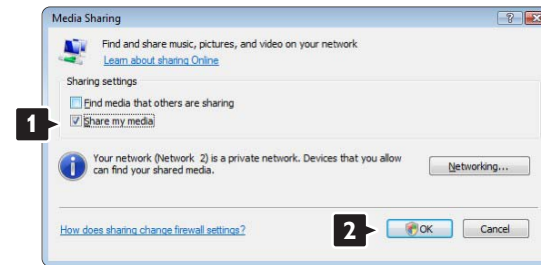 Media Sharing
Find and share music, pictures, and video on your network
Learn about sharing Online
Sharing settings
Find media that others are sharing
1
Share my media
Your network (Network 2) is a private network. Devices that you allow
can find your shared media.
Networking...
How does sharing change firewall settings?
2
OK
Cancel